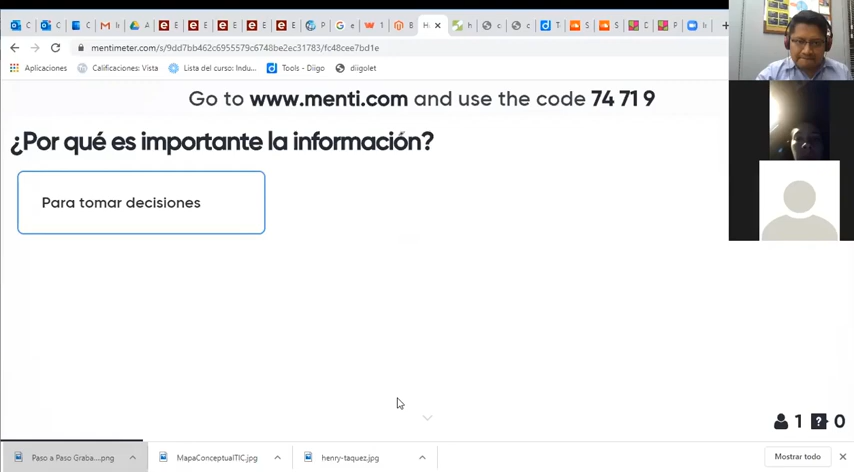 mentimeter.com/s/9dd7bb462c6955579c6748be2ec31783/fc48cee7bd1e
Aplicaciones
Calificaciones: Vista
Lista del curso: Indu...
Tools - Diigo
diigolet
Go to www.menti.com and use the code 74 71 9
¿Por qué es importante la información?
Para tomar decisiones
1
0
Paso a Paso Graba....png
MapaConceptualTIC.jpg
henry-taquez.jpg
Mostrar todo